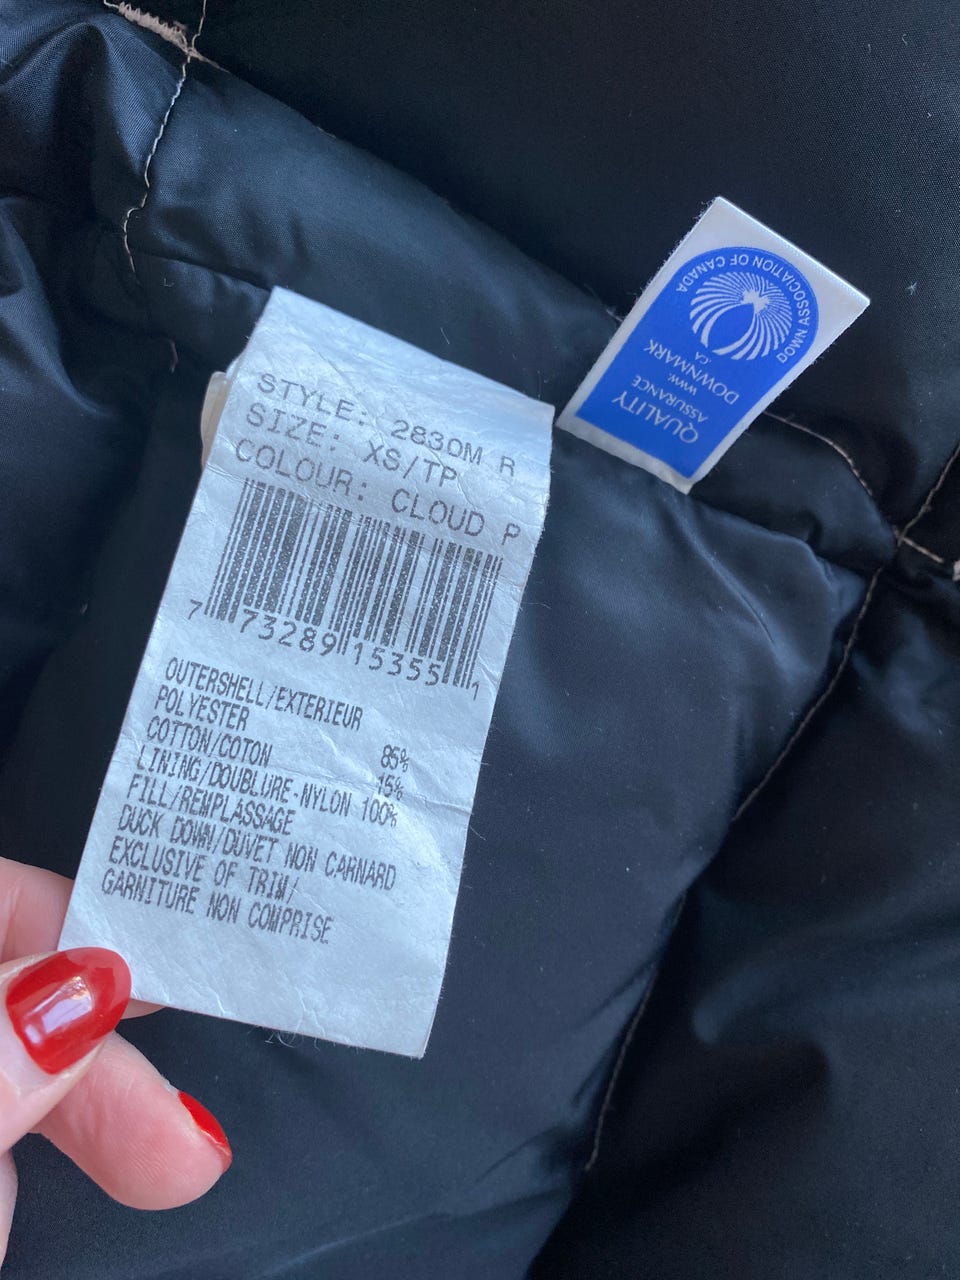 STYLE: 2830M R
SIZE: XS/TP
COLOUR: CLOUD P
7 73289 15355 1
OUTERSHELL/EXTERIEUR
POLYESTER 85%
COTTON/COTON 15%
LINING/DOUBLURE-NYLON 100%
FILL/REMPLASSAGE
DUCK DOWN/DUVET NON CARNARD
EXCLUSIVE OF TRIM/
GARNITURE NON COMPRISE
DOWN ASSOCIATION OF CANADA
CA
DOWNMARK
www.
ASSURANCE
QUALITY